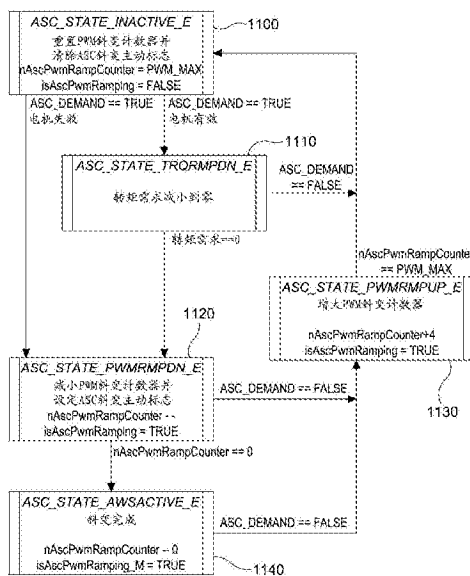 ASC_STATE_INACTIVE_E
1100
重置PWM斜变计数器并
清除ASC斜变主动标志
nAscPwmRampCounter = PWM_MAX
isAscPwmRamping = FALSE
ASC_DEMAND == TRUE
电机失效
ASC_DEMAND == TRUE
电机有效
1110
ASC_STATE_TRQRMPDN_E
转矩需求减小到零
ASC_DEMAND
== FALSE
转矩需求==0
nAscPwmRampCounter
== PWM_MAX
ASC_STATE_PWMRMPUP_E
增大PWM斜变计数器
nAscPwmRampCounter+4
isAscPwmRamping = TRUE
1130
1120
ASC_STATE_PWMRMPDN_E
减小PWM斜变计数器并
设定ASC斜变主动标志
nAscPwmRampCounter --
isAscPwmRamping = TRUE
ASC_DEMAND == FALSE
nAscPwmRampCounter == 0
ASC_STATE_AWSACTIVE_E
斜变完成
nAscPwmRampCounter -- 0
isAscPwmRamping_M = TRUE
ASC_DEMAND == FALSE
1140